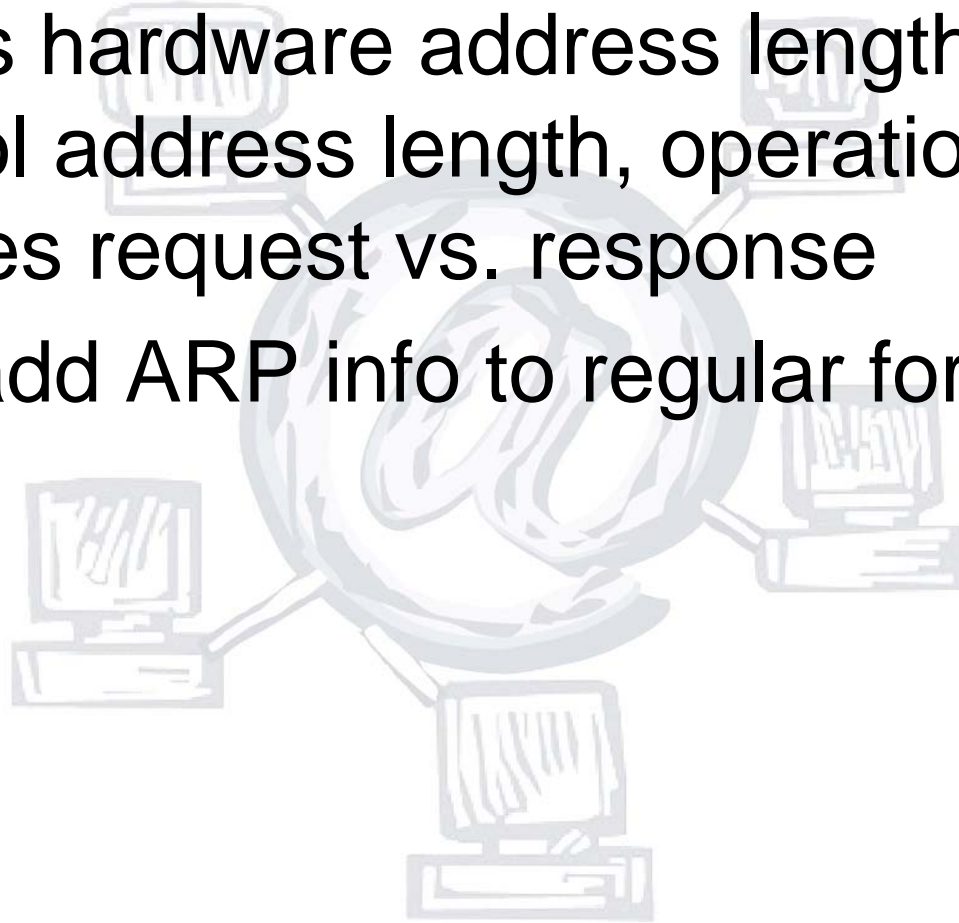 s hardware address length
ol address length, operatio
es request vs. response
add ARP info to regular for